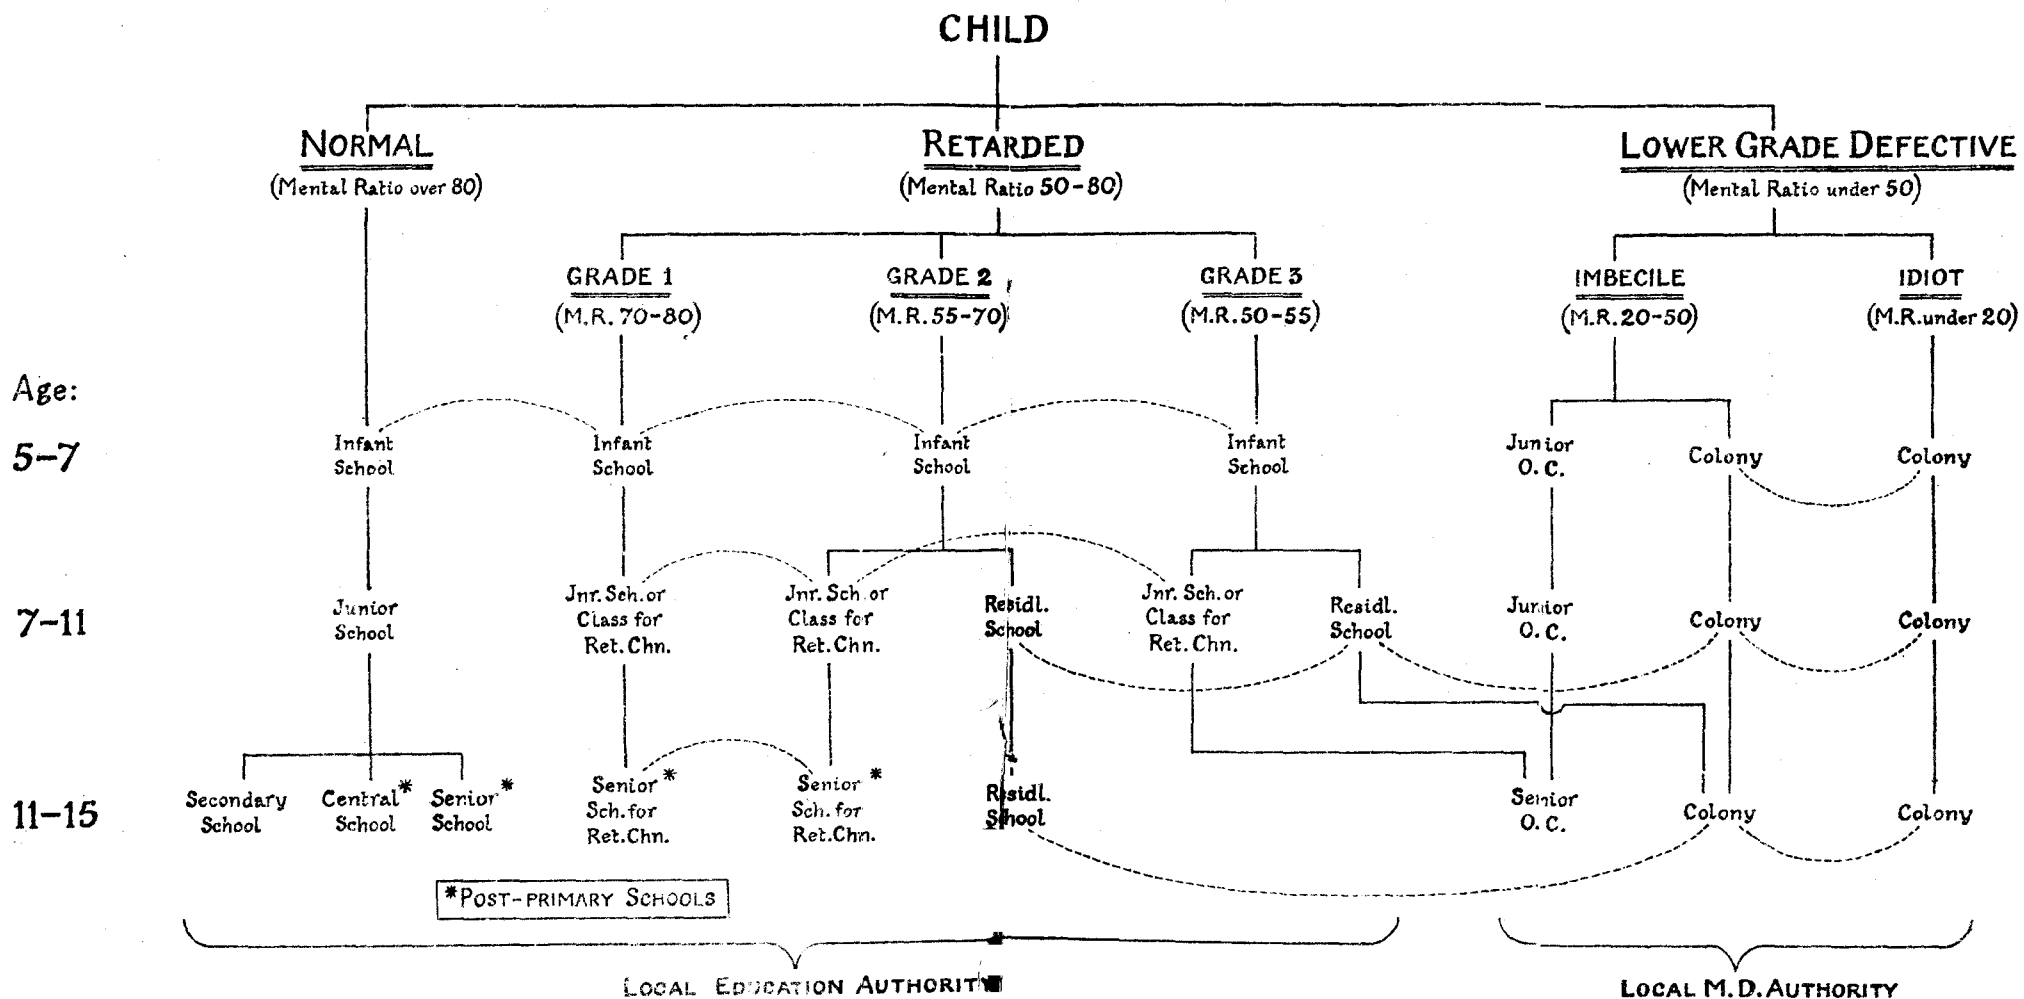 CHILD
NORMAL
(Mental Ratio over 80)
RETARDED
(Mental Ratio 50-80)
LOWER GRADE DEFECTIVE
(Mental Ratio under 50)
GRADE 1
(M.R. 70-80)
GRADE 2
(M.R. 55-70)
GRADE 3
(M.R. 50-55)
IMBECILE
(M.R. 20-50)
IDIOT
(M.R. under 20)
Age:
5-7
Infant
School
Infant
School
Infant
School
Infant
School
Junior
O. C.
Colony
Colony
7-11
Junior
School
Jnr. Sch. or
Class for
Ret. Chn.
Jnr. Sch. or
Class for
Ret. Chn.
Residl.
School
Jnr. Sch. or
Class for
Ret. Chn.
Residl.
School
Junior
O. C.
Colony
Colony
11-15
Secondary
School
Central*
School
Senior*
School
Senior*
Sch. for
Ret. Chn.
Senior*
Sch. for
Ret. Chn.
Residl.
School
Senior
O. C.
Colony
Colony
*POST-PRIMARY SCHOOLS
LOCAL EDUCATION AUTHORITY
LOCAL M. D. AUTHORITY